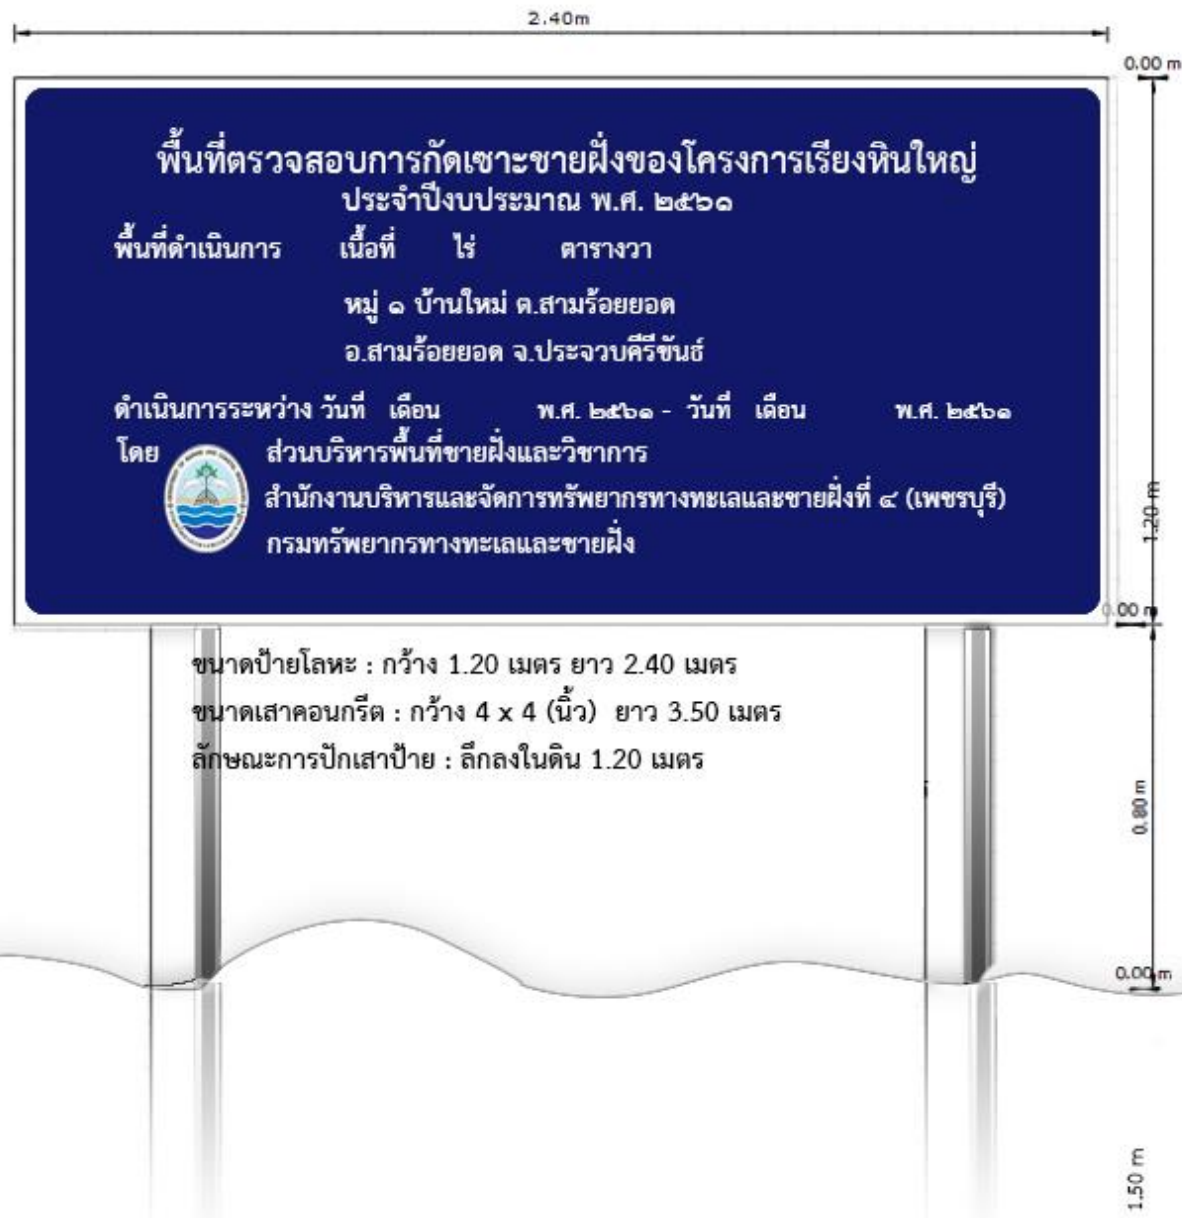 2.40m
0.00 m
พื้นที่ตรวจสอบการกัดเซาะชายฝั่งของโครงการเรียงหินใหญ่
ประจำปีงบประมาณ พ.ศ. ๒๕๖๑
พื้นที่ดำเนินการ เนื้อที่ ไร่ ตารางวา
หมู่ ๑ บ้านใหม่ ต.สามร้อยยอด
อ.สามร้อยยอด จ.ประจวบคีรีขันธ์
ดำเนินการระหว่าง วันที่ เดือน พ.ศ. ๒๕๖๑ - วันที่ เดือน พ.ศ. ๒๕๖๑
โดย ส่วนบริหารพื้นที่ชายฝั่งและวิชาการ
สำนักงานบริหารและจัดการทรัพยากรทางทะเลและชายฝั่งที่ ๔ (เพชรบุรี)
กรมทรัพยากรทางทะเลและชายฝั่ง
1.20 m
0.00 m
ขนาดป้ายโลหะ : กว้าง 1.20 เมตร ยาว 2.40 เมตร
ขนาดเสาคอนกรีต : กว้าง 4 x 4 (นิ้ว) ยาว 3.50 เมตร
ลักษณะการปักเสาป้าย : ลึกลงในดิน 1.20 เมตร
0.80 m
0.00 m
1.50 m